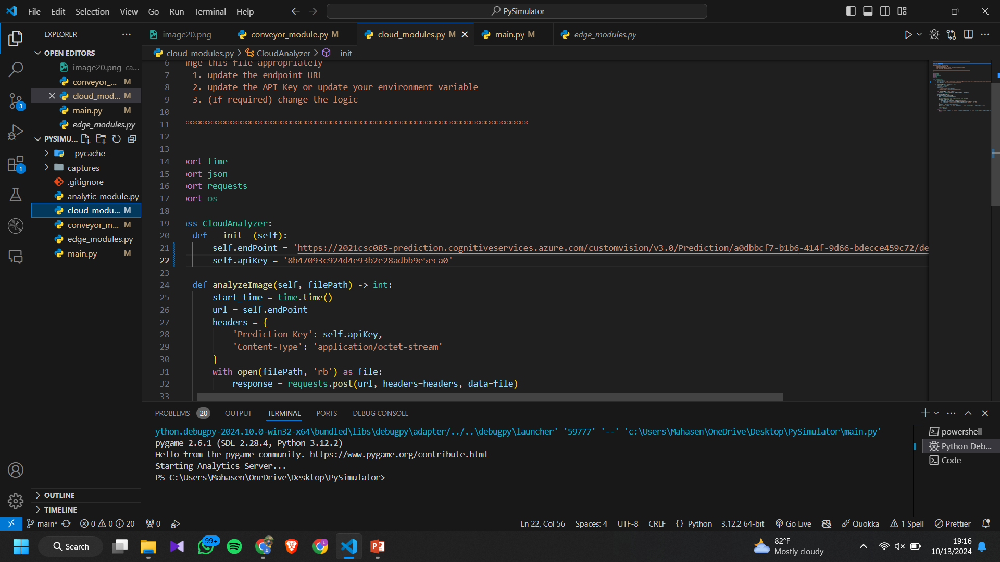 File Edit Selection View Go Run Terminal Help
PySimulator
EXPLORER
OPEN EDITORS
image20.png ca...
conveyor_... M
cloud_mod... M
main.py M
edge_modules.py
PYSIMU...
__pycache__
captures
.gitignore
analytic_module.py
cloud_modu... M
conveyor_m... M
edge_modules.py
main.py M
OUTLINE
TIMELINE
3
1
image20.png conveyor_module.py M cloud_modules.py M main.py M edge_modules.py
cloud_modules.py > CloudAnalyzer > __init__
6 nge this file appropriately
7 1. update the endpoint URL
8 2. update the API Key or update your environment variable
9 3. (If required) change the logic
10
11 ********************************************************************
12
13
14 ort time
15 ort json
16 ort requests
17 ort os
18
19 ss CloudAnalyzer:
20 def __init__(self):
21 self.endPoint = 'https://2021csc085-prediction.cognitiveservices.azure.com/customvision/v3.0/Prediction/a0dbbcf7-b1b6-414f-9d66-bdecce459c72/de
22 self.apiKey = '8b47093c924d4e93b2e28adbb9e5eca0'
23
24 def analyzeImage(self, filePath) -> int:
25 start_time = time.time()
26 url = self.endPoint
27 headers = {
28 'Prediction-Key': self.apiKey,
29 'Content-Type': 'application/octet-stream'
30 }
31 with open(filePath, 'rb') as file:
32 response = requests.post(url, headers=headers, data=file)
33
PROBLEMS 20 OUTPUT TERMINAL PORTS DEBUG CONSOLE
ython.debugpy-2024.10.0-win32-x64\bundled\libs\debugpy\adapter/../..\debugpy\launcher' '59777' '--' 'c:\Users\Mahasen\OneDrive\Desktop\PySimulator\main.py'
pygame 2.6.1 (SDL 2.28.4, Python 3.12.2)
Hello from the pygame community. https://www.pygame.org/contribute.html
Starting Analytics Server...
PS C:\Users\Mahasen\OneDrive\Desktop\PySimulator>
powershell
Python Deb...
Code
main* 0 0 20 0 Ln 22, Col 56 Spaces: 4 UTF-8 CRLF {} Python 3.12.2 64-bit Go Live Quokka 1 Spell Prettier
Search 99+ L 82°F 19:16
Mostly cloudy 10/13/2024